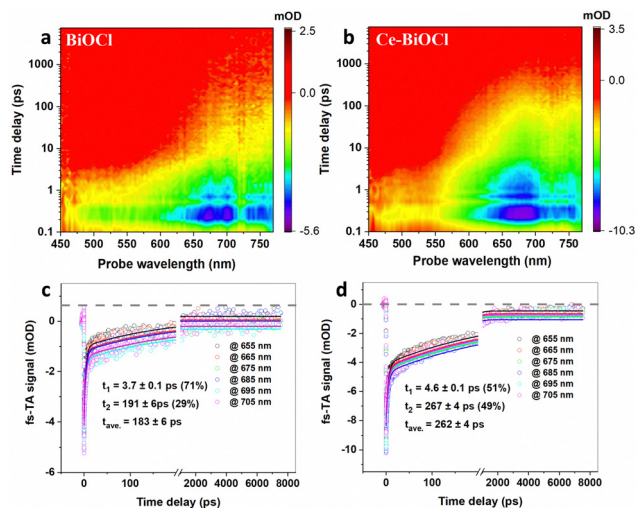 a
BiOCl
mOD
2.5
0.0
-5.6
1000
100
10
1
0.1
Time delay (ps)
450 500 550 600 650 700 750
Probe wavelength (nm)
b
Ce-BiOCl
mOD
3.5
0.0
-10.3
1000
100
10
1
0.1
Time delay (ps)
450 500 550 600 650 700 750
Probe wavelength (nm)
c
0
-2
-4
-6
fs-TA signal (mOD)
@ 655 nm
@ 665 nm
@ 675 nm
@ 685 nm
@ 695 nm
@ 705 nm
t₁ = 3.7 ± 0.1 ps (71%)
t₂ = 191 ± 6ps (29%)
tave. = 183 ± 6 ps
0 100 2000 4000 6000 8000
Time delay (ps)
d
0
-2
-4
-6
-8
-10
-12
fs-TA signal (mOD)
@ 655 nm
@ 665 nm
@ 675 nm
@ 685 nm
@ 695 nm
@ 705 nm
t₁ = 4.6 ± 0.1 ps (51%)
t₂ = 267 ± 4 ps (49%)
tave. = 262 ± 4 ps
0 100 2000 4000 6000 8000
Time delay (ps)